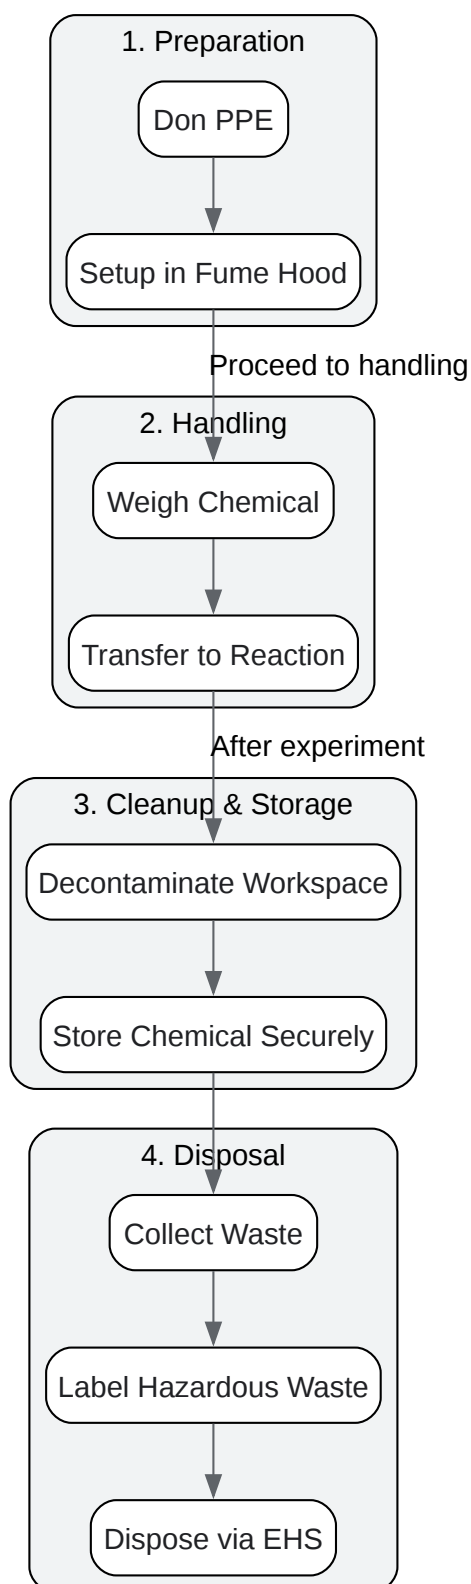 1. Preparation
Don PPE
Setup in Fume Hood
Proceed to handling
2. Handling
Weigh Chemical
Transfer to Reaction
After experiment
3. Cleanup & Storage
Decontaminate Workspace
Store Chemical Securely
4. Disposal
Collect Waste
Label Hazardous Waste
Dispose via EHS